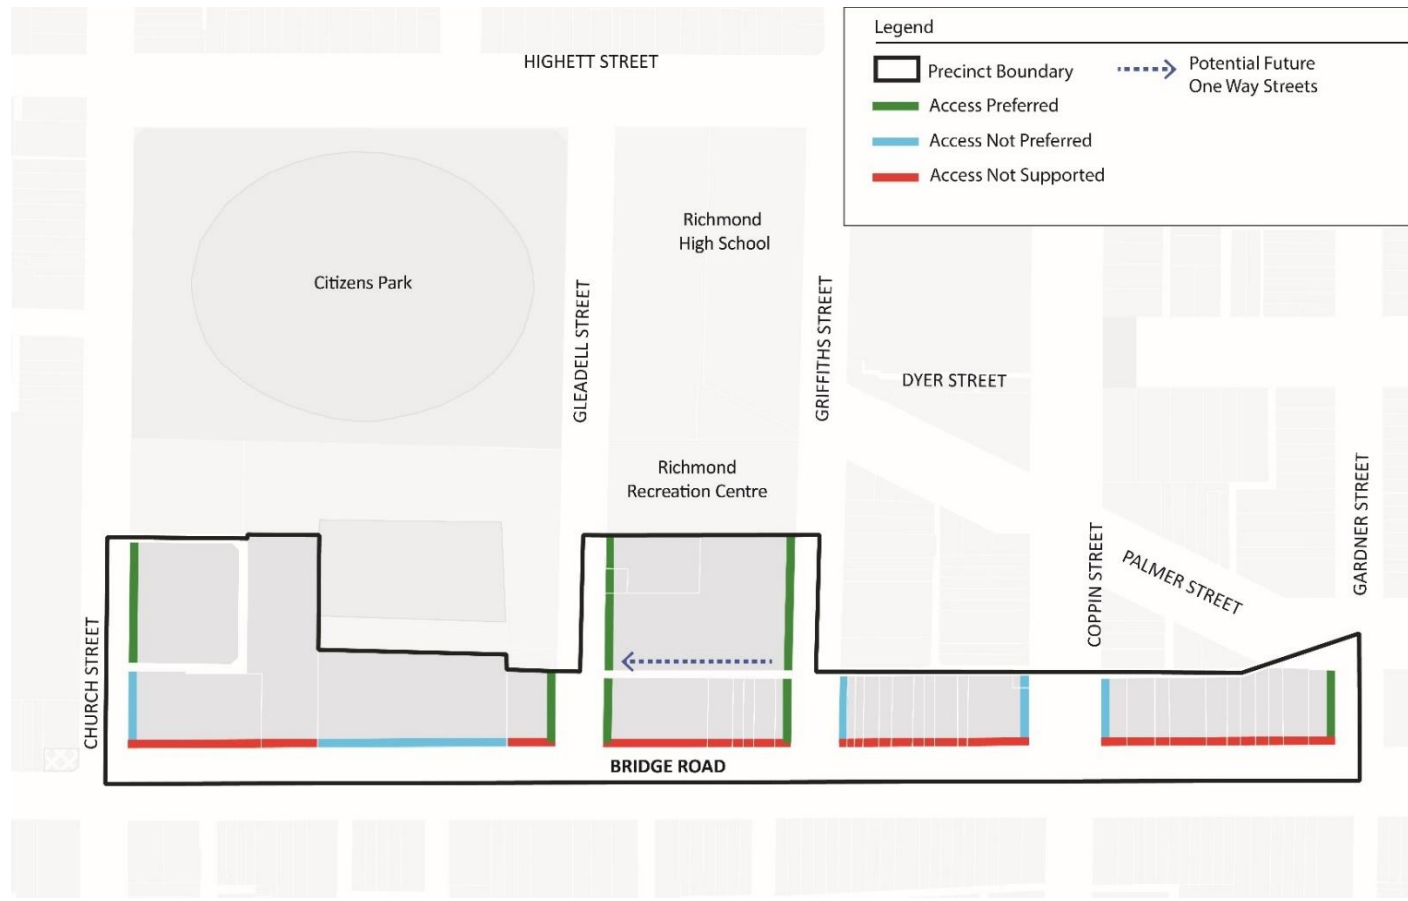 HIGHETT STREET
Legend
Precinct Boundary
Potential Future
One Way Streets
Access Preferred
Access Not Preferred
Access Not Supported
Richmond
High School
Citizens Park
GLEADELL STREET
GRIFFITHS STREET
DYER STREET
Richmond
Recreation Centre
GARDNER STREET
COPPIN STREET
PALMER STREET
CHURCH STREET
BRIDGE ROAD